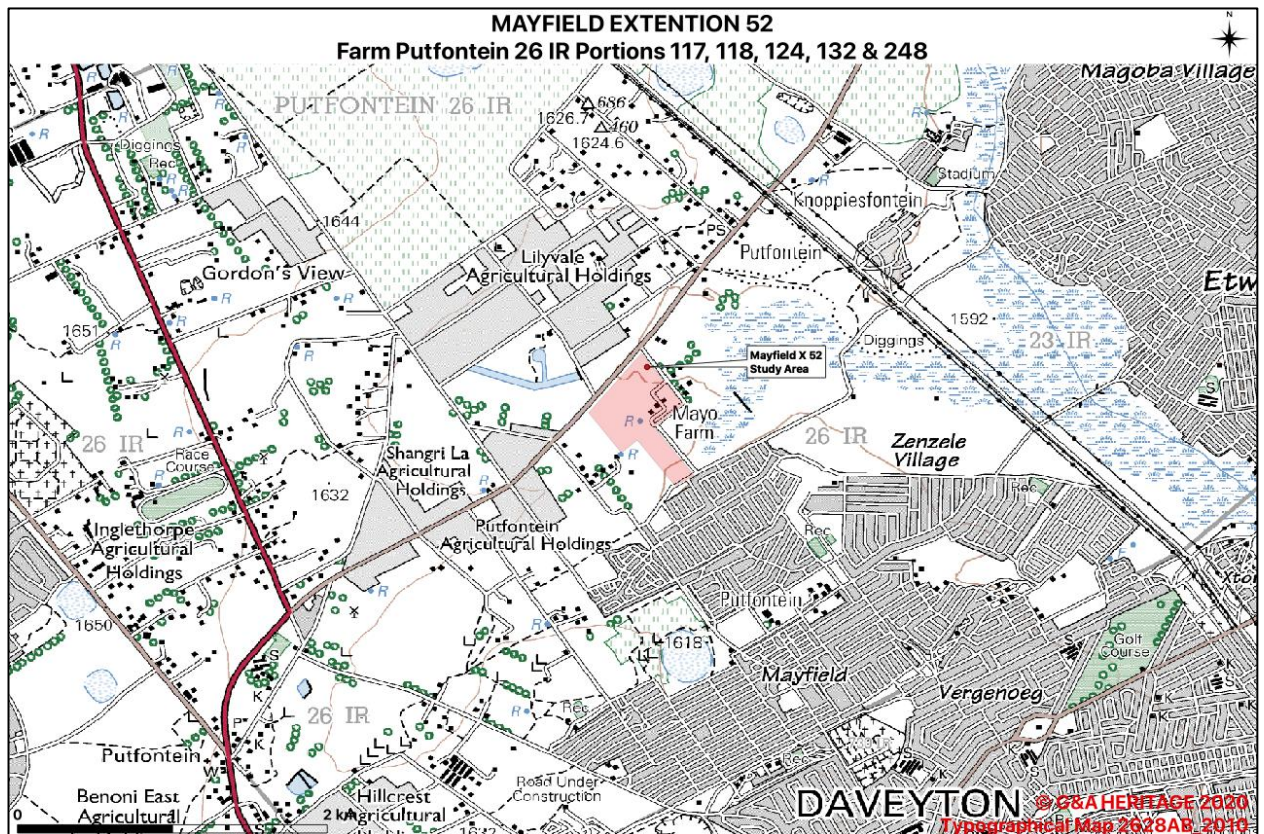 MAYFIELD EXTENTION 52
Farm Putfontein 26 IR Portions 117, 118, 124, 132 & 248
N
Magoba Village
PUTFONTEIN 26 IR
686
1626.7
460
1624.6
R
Diggings
Rec
R
R
R
R
Stadium
Knoppiesfontein
1644
PS
Putfontein
Lilyvale
Agricultural Holdings
Gordon's View
R
R
Etw
1651
R
R
1592
23 IR
Diggings
Mayfield X 52
Study Area
S
R
Mayo
Farm
26 IR
Zenzele
Village
26 IR
R
Race
Course
Shangri La
Agricultural
Holdings
R
R
1632
Rec
Inglethorpe
Agricultural
Holdings
Putfontein
Agricultural Holdings
Rec
F
R
Putfontein
1650
R
1618
Golf
Course
S
S
K
Mayfield
Vergenoeg
K
K
S
26 IR
R
Rec
P
K
K
S
Putfontein
W
Rec
K
Road Under
Construction
Benoni East
Agricultural
Hillcrest
Agricultural
DAVEYTON
© G&A HERITAGE 2020
0
2 km
S
1632
Typographical Map 2628AB, 2010